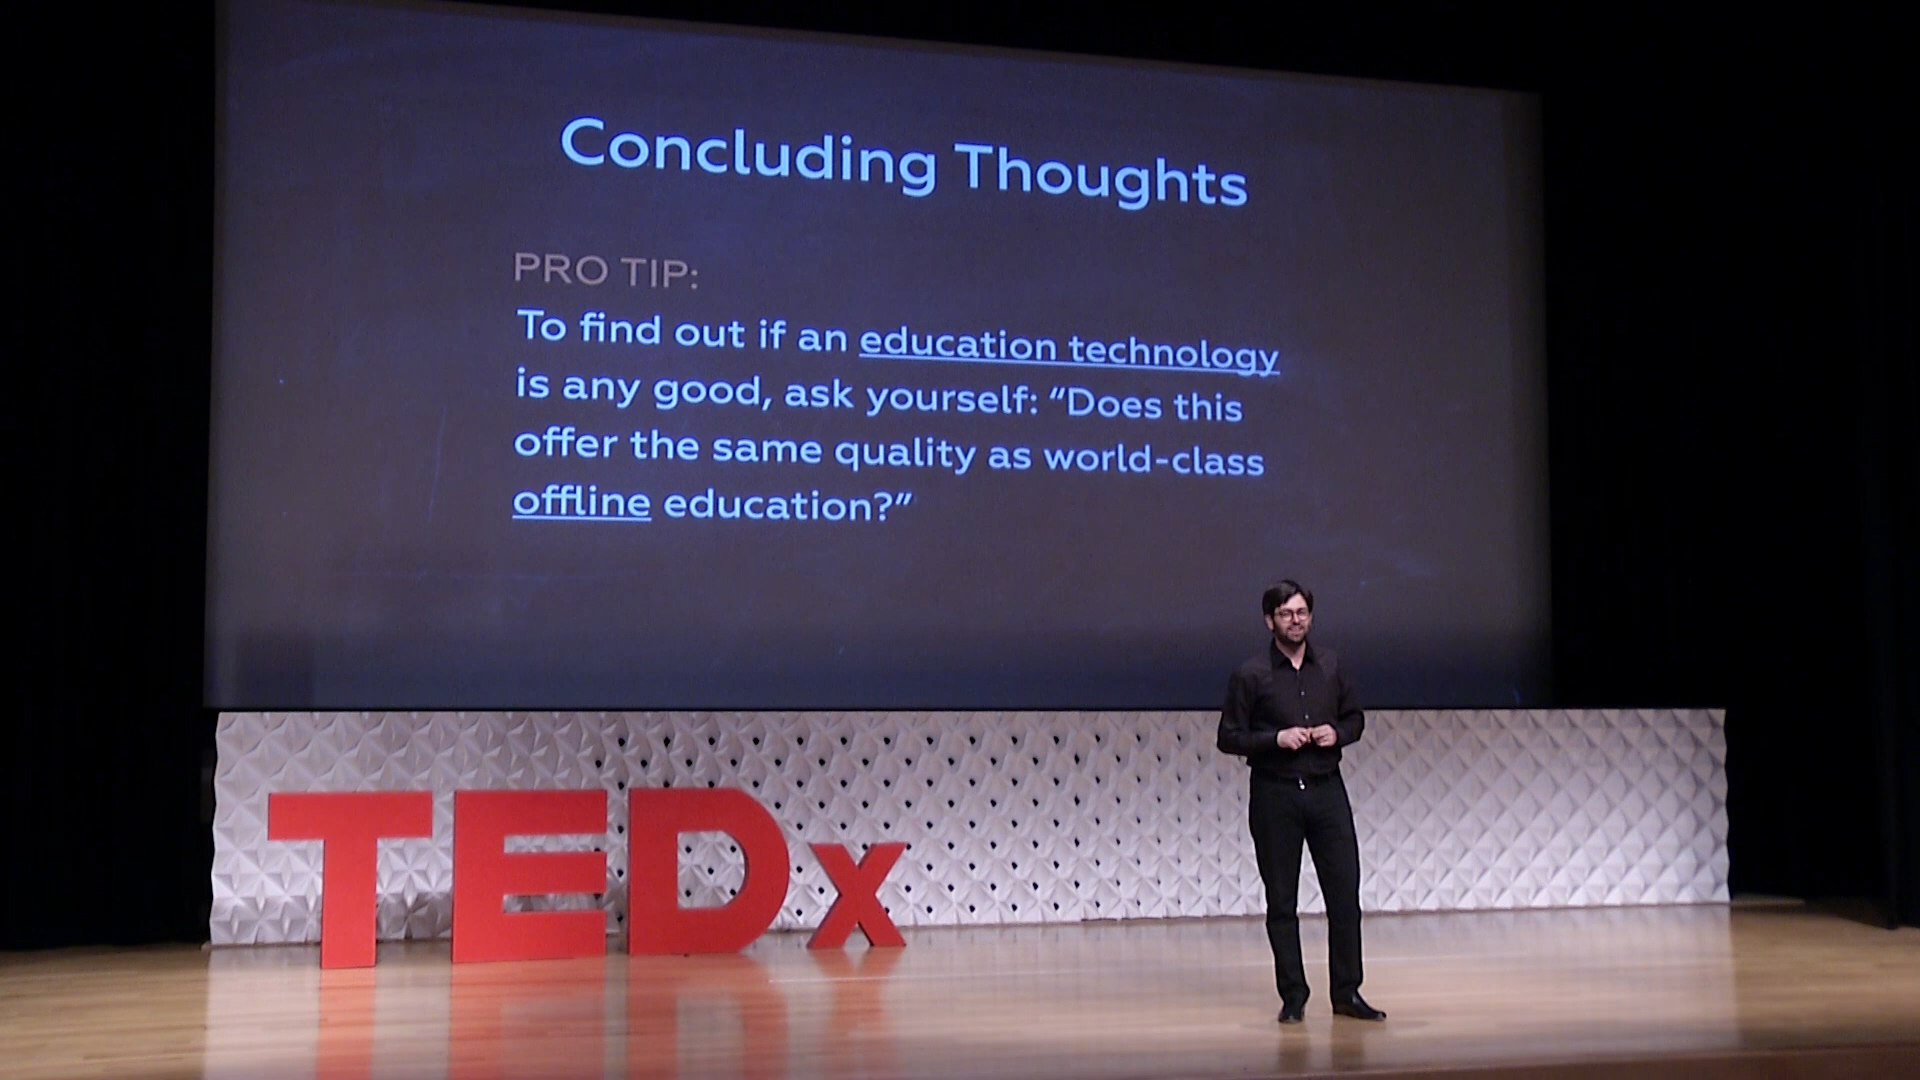 Concluding Thoughts
PRO TIP:
To find out if an education technology
is any good, ask yourself: “Does this
offer the same quality as world-class
offline education?”
TEDx